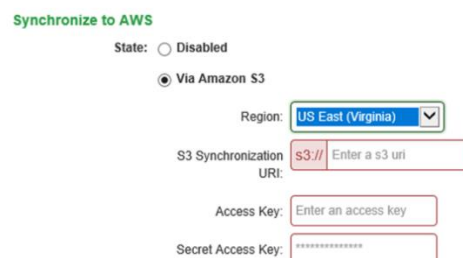 Synchronize to AWS
State: Disabled
Via Amazon S3
Region: US East (Virginia)
S3 Synchronization URI: s3:// Enter a s3 uri
Access Key: Enter an access key
Secret Access Key: **************